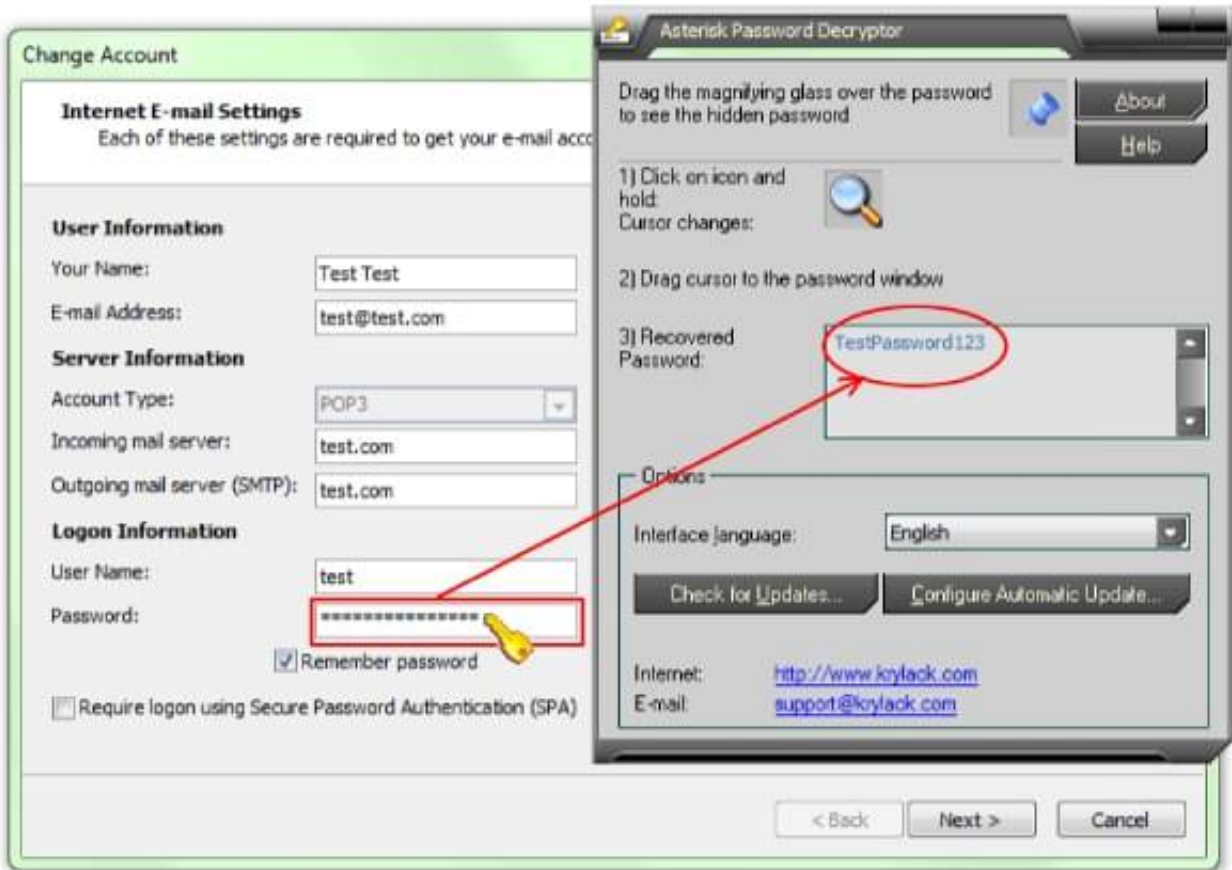 Change Account
Internet E-mail Settings
Each of these settings are required to get your e-mail acco
User Information
Your Name:
Test Test
E-mail Address:
test@test.com
Server Information
Account Type:
POP3
Incoming mail server:
test.com
Outgoing mail server (SMTP):
test.com
Logon Information
User Name:
test
Password:
***************
Remember password
Require logon using Secure Password Authentication (SPA)
< Back
Next >
Cancel
Asterisk Password Decryptor
Drag the magnifying glass over the password
to see the hidden password
About
Help
1) Click on icon and
hold:
Cursor changes:
2) Drag cursor to the password window
3) Recovered
Password:
TestPassword123
Options
Interface language:
English
Check for Updates...
Configure Automatic Update...
Internet:
http://www.krylack.com
E-mail:
support@krylack.com